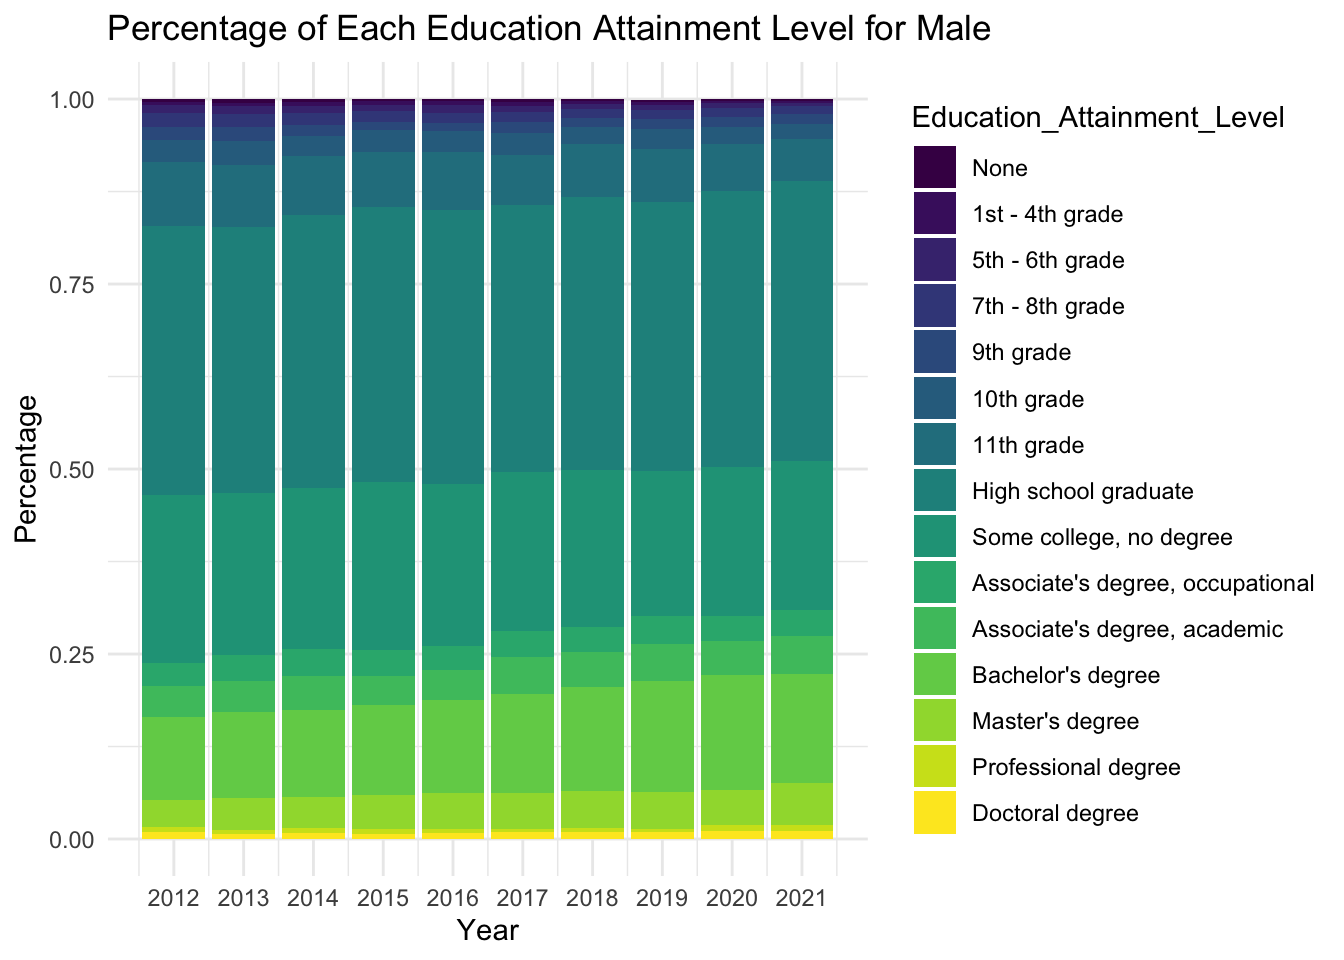 Percentage of Each Education Attainment Level for Male
1.00
0.75
0.50
0.25
0.00
Percentage
2012 2013 2014 2015 2016 2017 2018 2019 2020 2021
Year
Education_Attainment_Level
None
1st - 4th grade
5th - 6th grade
7th - 8th grade
9th grade
10th grade
11th grade
High school graduate
Some college, no degree
Associate's degree, occupational
Associate's degree, academic
Bachelor's degree
Master's degree
Professional degree
Doctoral degree